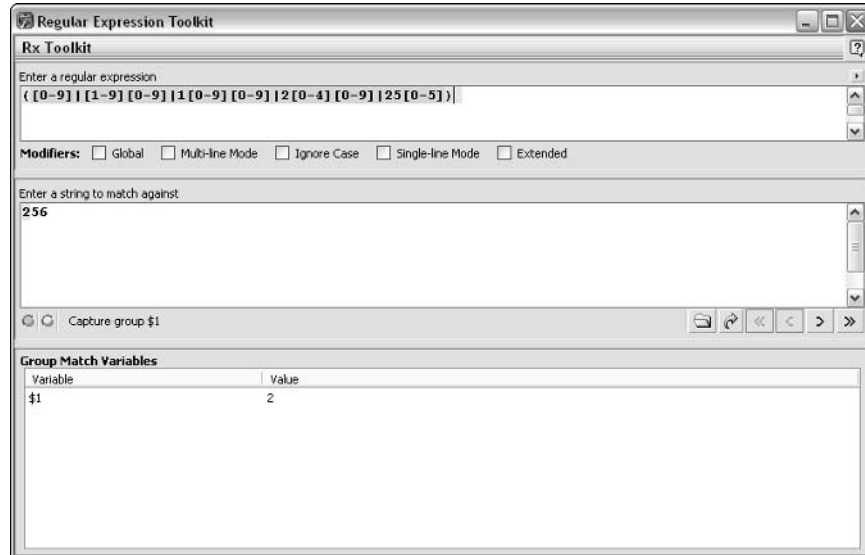 Regular Expression Toolkit
Rx Toolkit
Enter a regular expression
([0-9]|[1-9][0-9]|1[0-9][0-9]|2[0-4][0-9]|25[0-5])
Modifiers: Global Multi-line Mode Ignore Case Single-line Mode Extended
Enter a string to match against
256
Capture group $1
Group Match Variables
Variable Value
$1 2